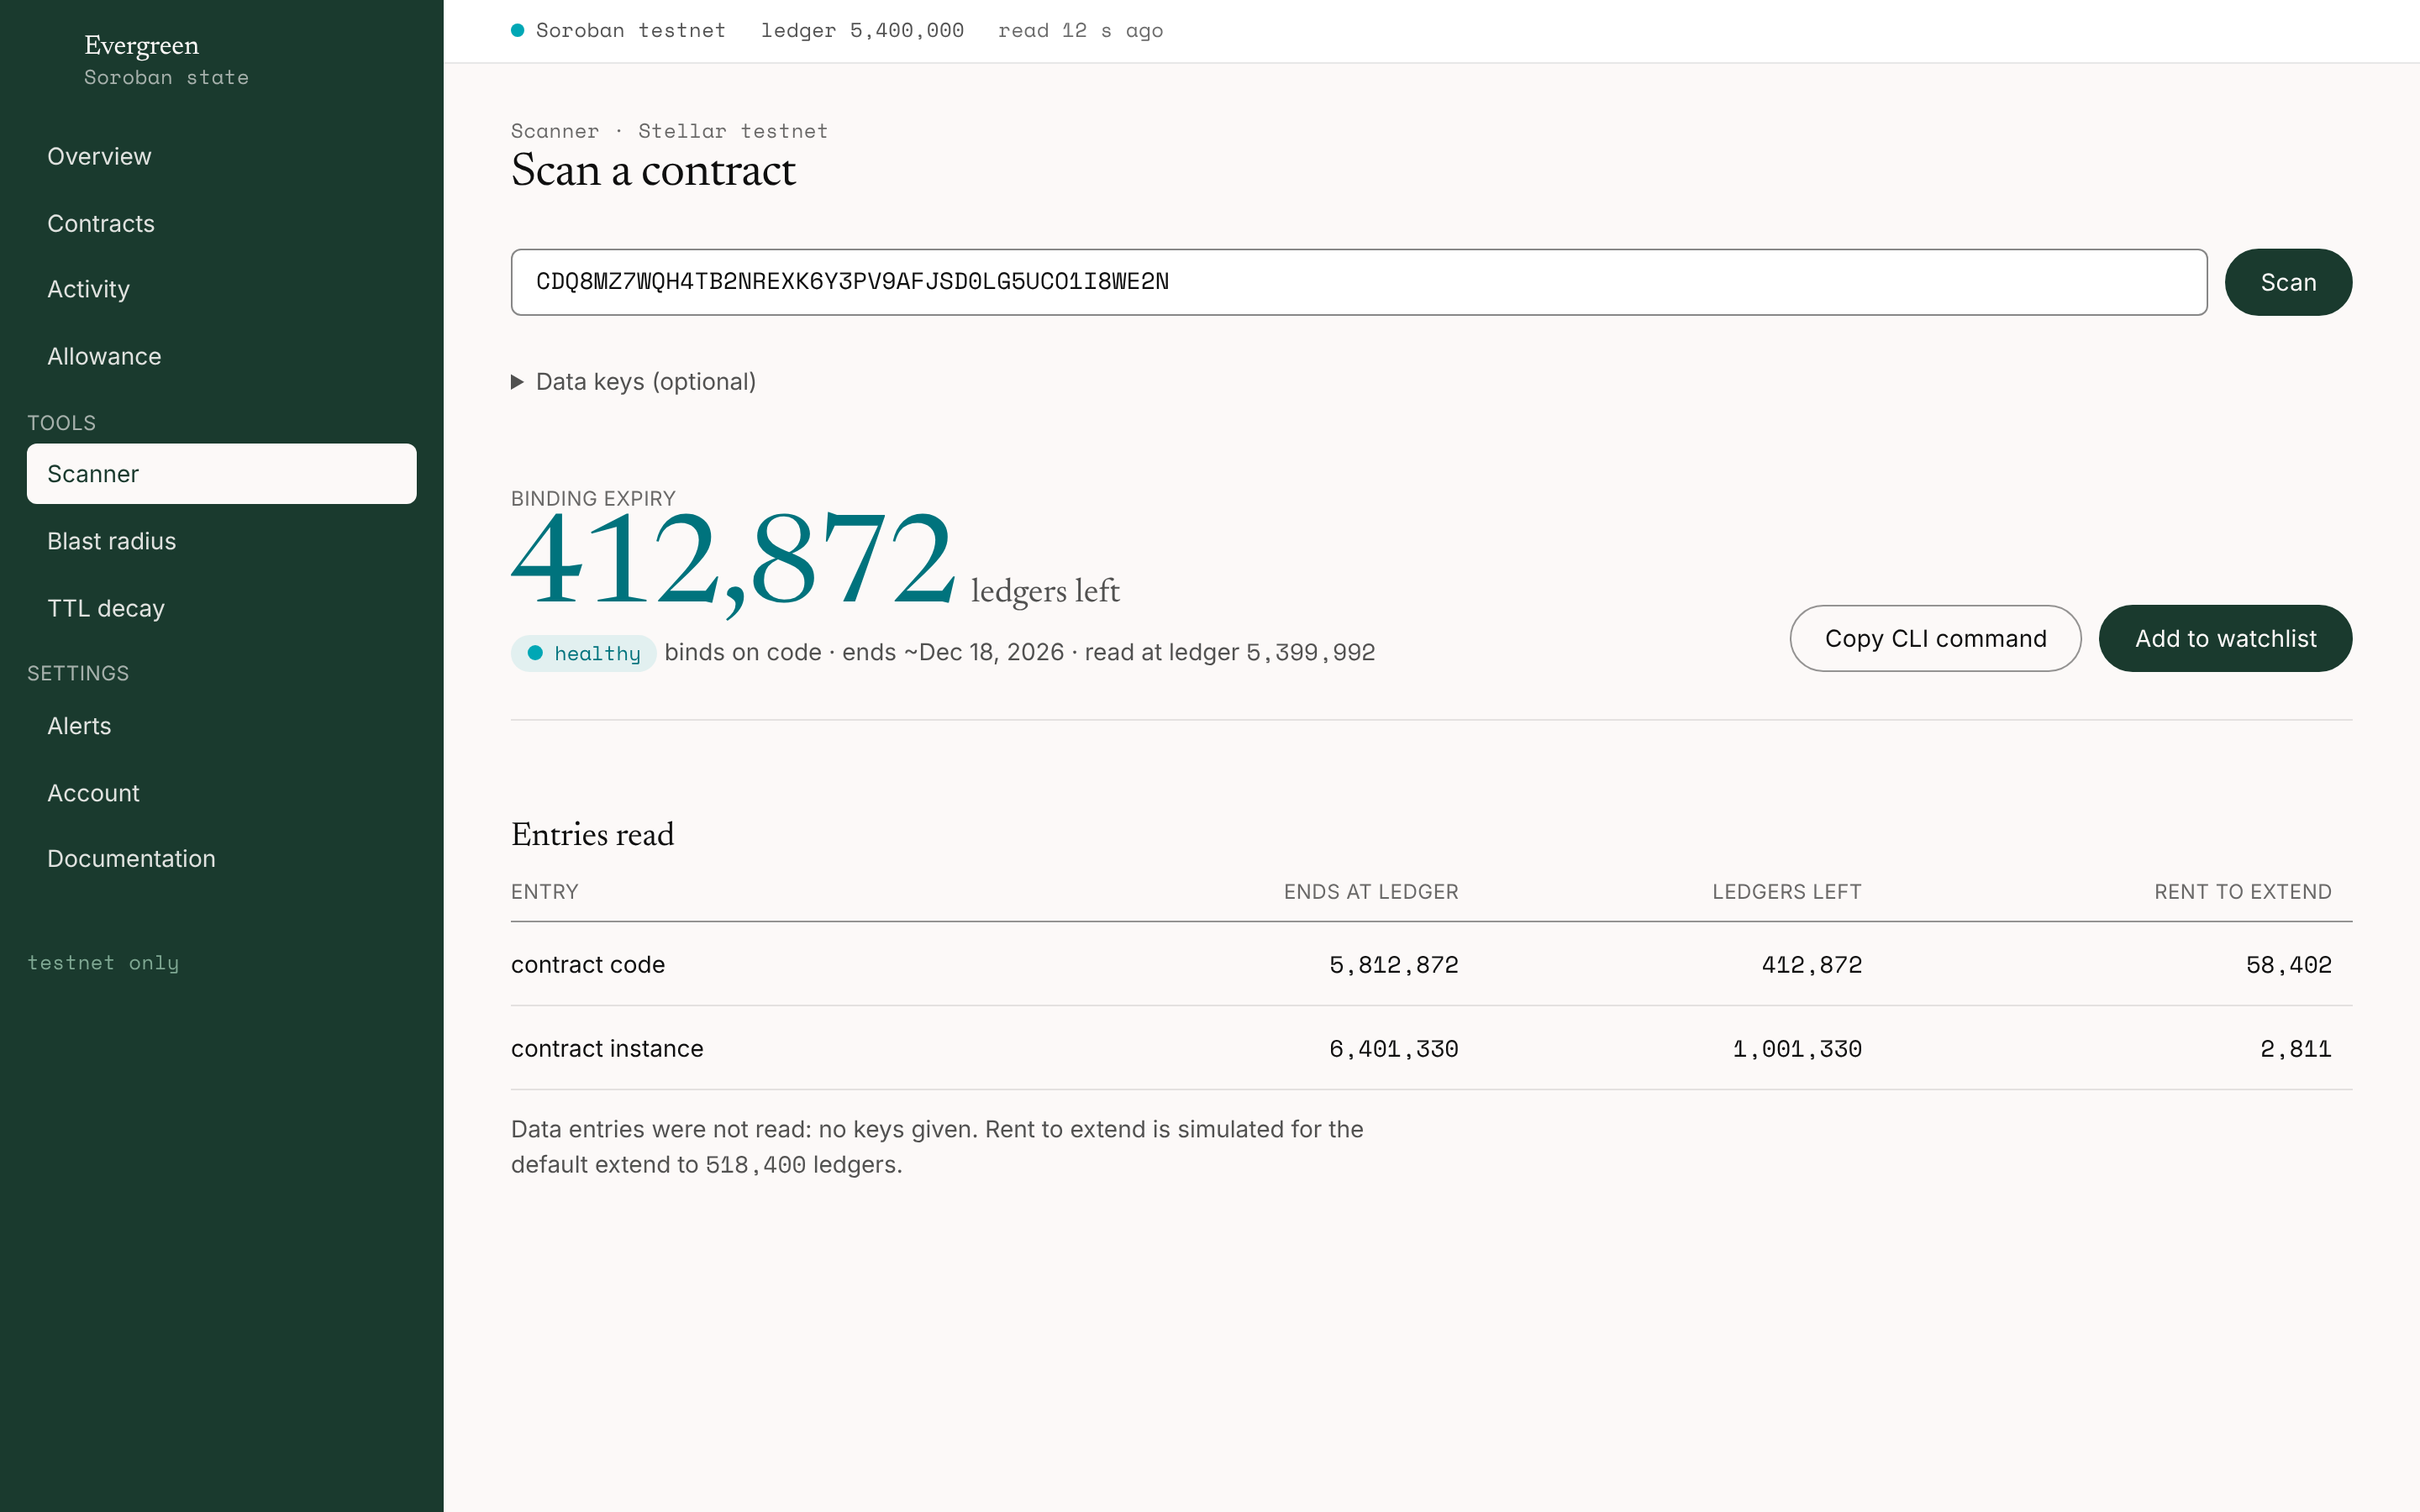 Evergreen
Soroban state
Overview
Contracts
Activity
Allowance
TOOLS
Scanner
Blast radius
TTL decay
SETTINGS
Alerts
Account
Documentation
testnet only
Soroban testnet ledger 5,400,000 read 12 s ago
Scanner · Stellar testnet
Scan a contract
CDQ8MZ7WQH4TB2NREXK6Y3PV9AFJSD0LG5UCO1I8WE2N
Scan
▶ Data keys (optional)
BINDING EXPIRY
412,872 ledgers left
healthy binds on code · ends ~Dec 18, 2026 · read at ledger 5,399,992
Copy CLI command
Add to watchlist
Entries read
ENTRY ENDS AT LEDGER LEDGERS LEFT RENT TO EXTEND
contract code 5,812,872 412,872 58,402
contract instance 6,401,330 1,001,330 2,811
Data entries were not read: no keys given. Rent to extend is simulated for the
default extend to 518,400 ledgers.